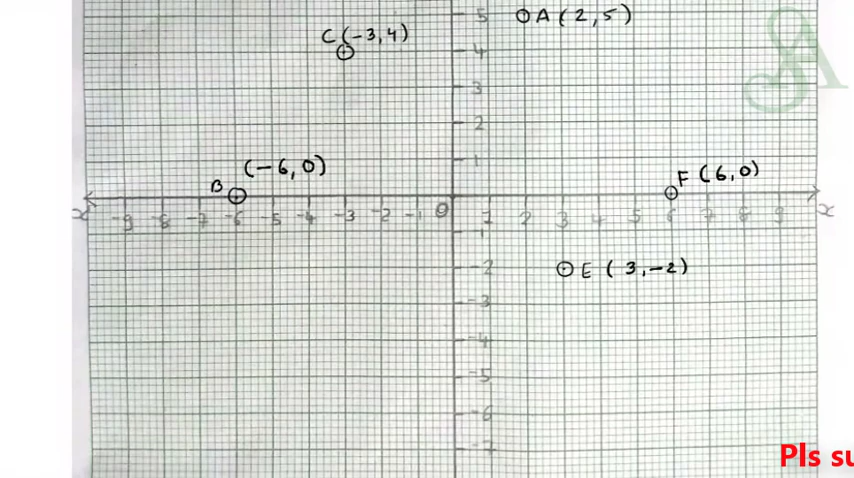 5 A (2,5)
C (-3,4)
4
3
2
(-6,0) 1
B F (6,0)
x -9 -8 -7 -6 -5 -4 -3 -2 -1 0 1 2 3 4 5 6 7 8 9 x
-1
-2 E (3,-2)
-3
-4
-5
-6
-7
Pls su
SA